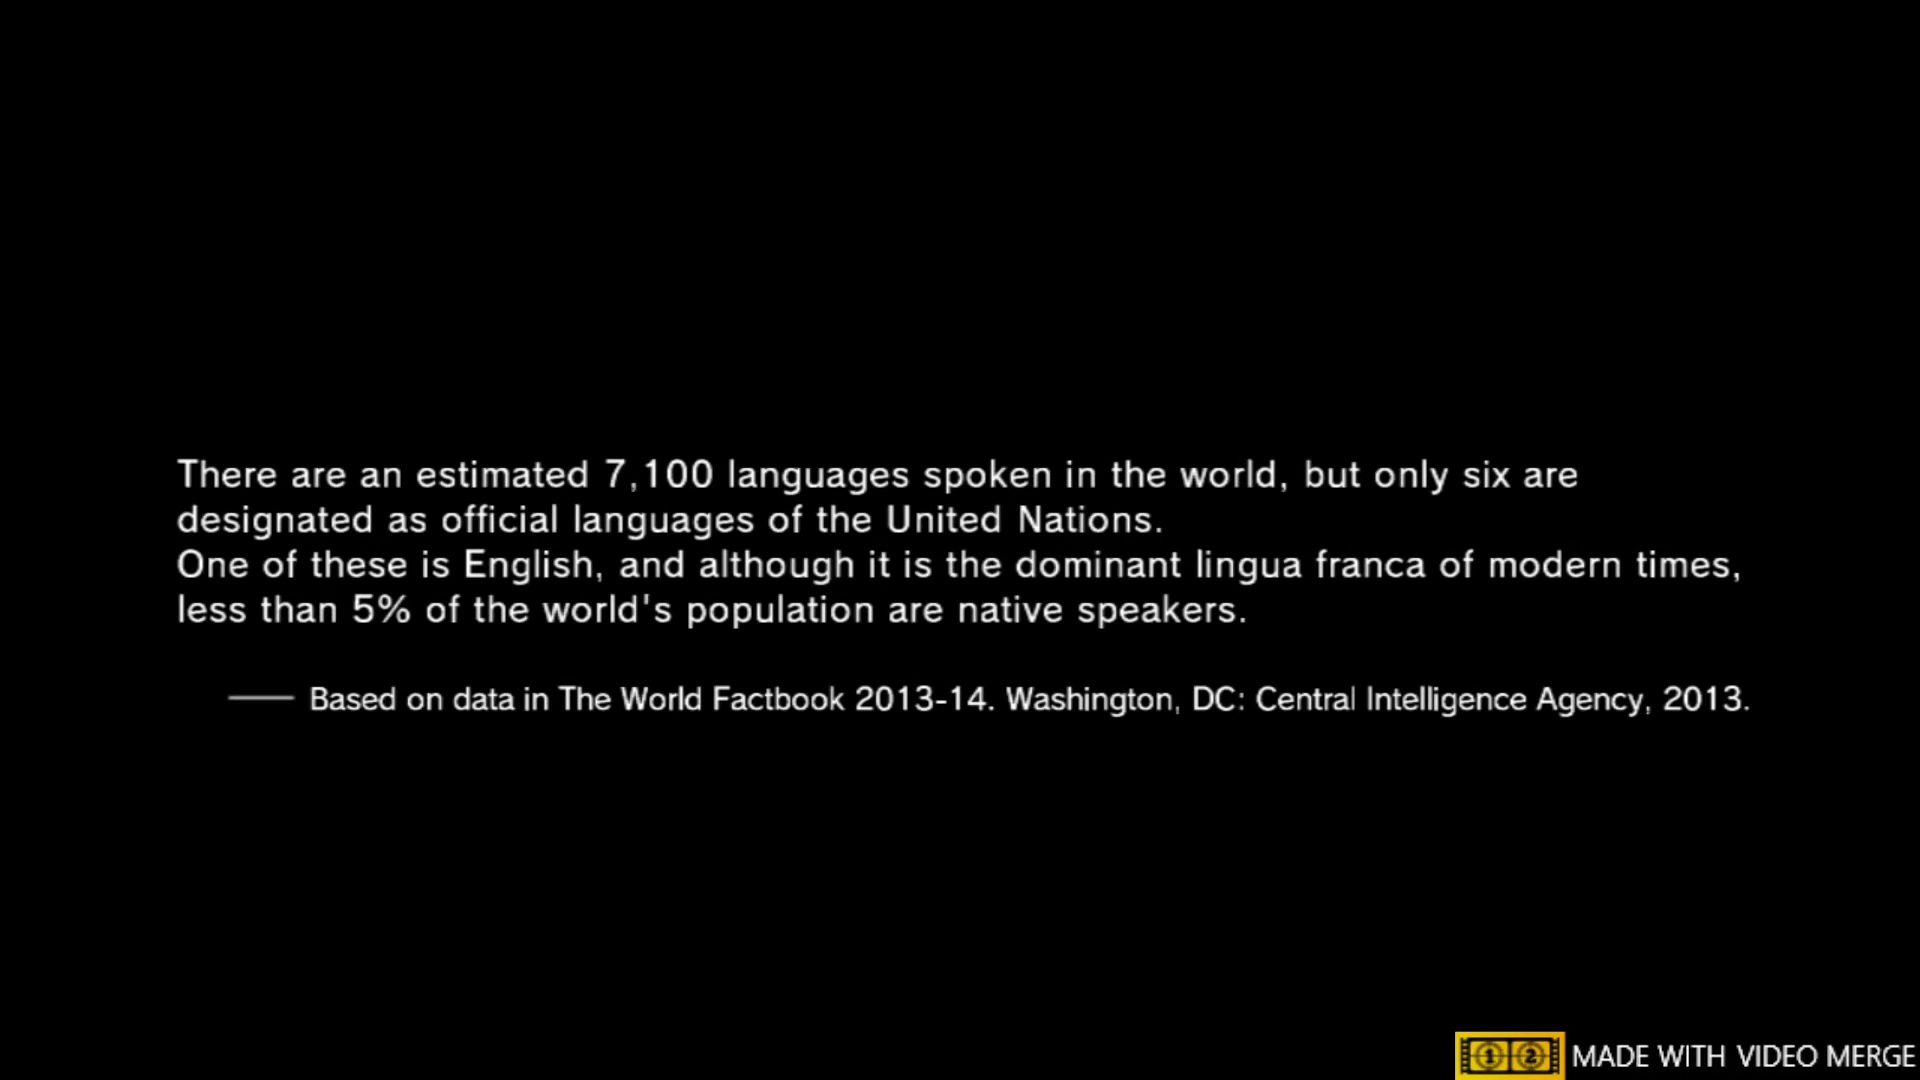 There are an estimated 7,100 languages spoken in the world, but only six are
designated as official languages of the United Nations.
One of these is English, and although it is the dominant lingua franca of modern times,
less than 5% of the world's population are native speakers.
—— Based on data in The World Factbook 2013-14. Washington, DC: Central Intelligence Agency, 2013.
1 2 MADE WITH VIDEO MERGE